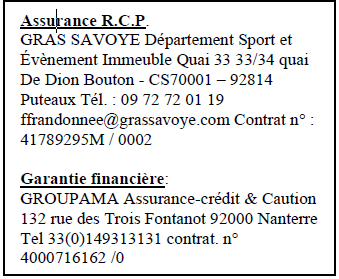 Assurance R.C.P.
GRAS SAVOYE Département Sport et
Évènement Immeuble Quai 33 33/34 quai
De Dion Bouton - CS70001 – 92814
Puteaux Tél. : 09 72 72 01 19
ffrandonnee@grassavoye.com Contrat n° :
41789295M / 0002

Garantie financière:
GROUPAMA Assurance-crédit & Caution
132 rue des Trois Fontanot 92000 Nanterre
Tel 33(0)149313131 contrat. n°
4000716162 /0